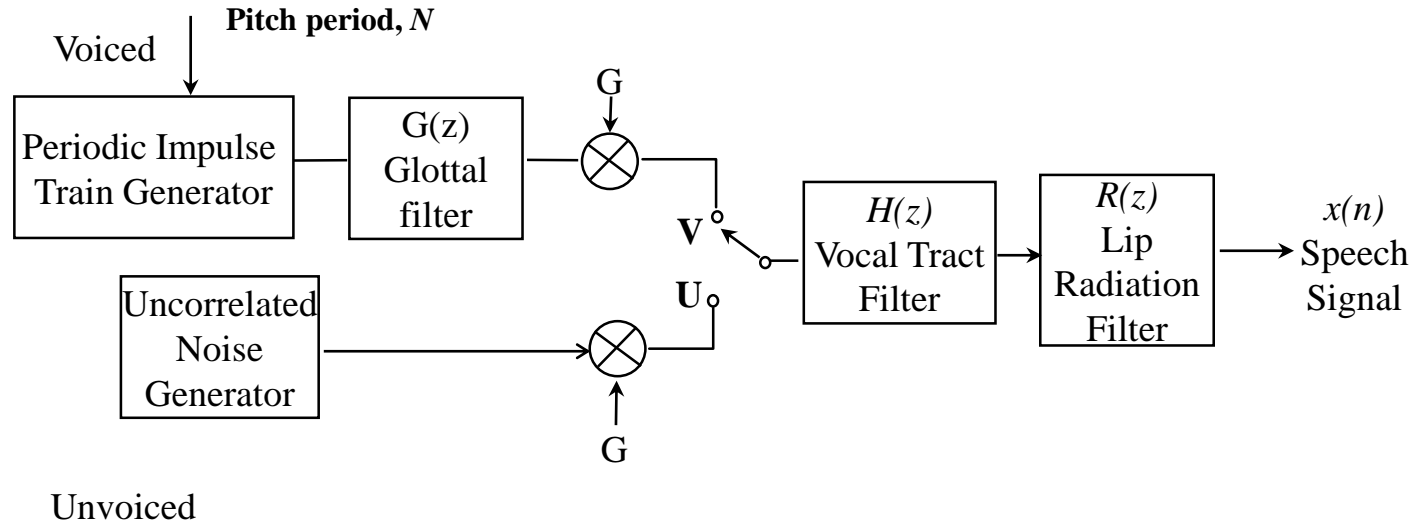 Pitch period, N
Voiced
Periodic Impulse
Train Generator
G(z)
Glottal
filter
G
V
U
H(z)
Vocal Tract
Filter
R(z)
Lip
Radiation
Filter
x(n)
Speech
Signal
Uncorrelated
Noise
Generator
G
Unvoiced